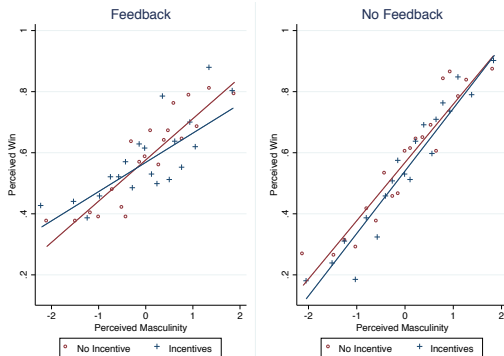 Feedback
No Feedback
Perceived Win
.2 .4 .6 .8 1
-2 -1 0 1 2
Perceived Masculinity
No Incentive Incentives
Perceived Win
.2 .4 .6 .8 1
-2 -1 0 1 2
Perceived Masculinity
No Incentive Incentives